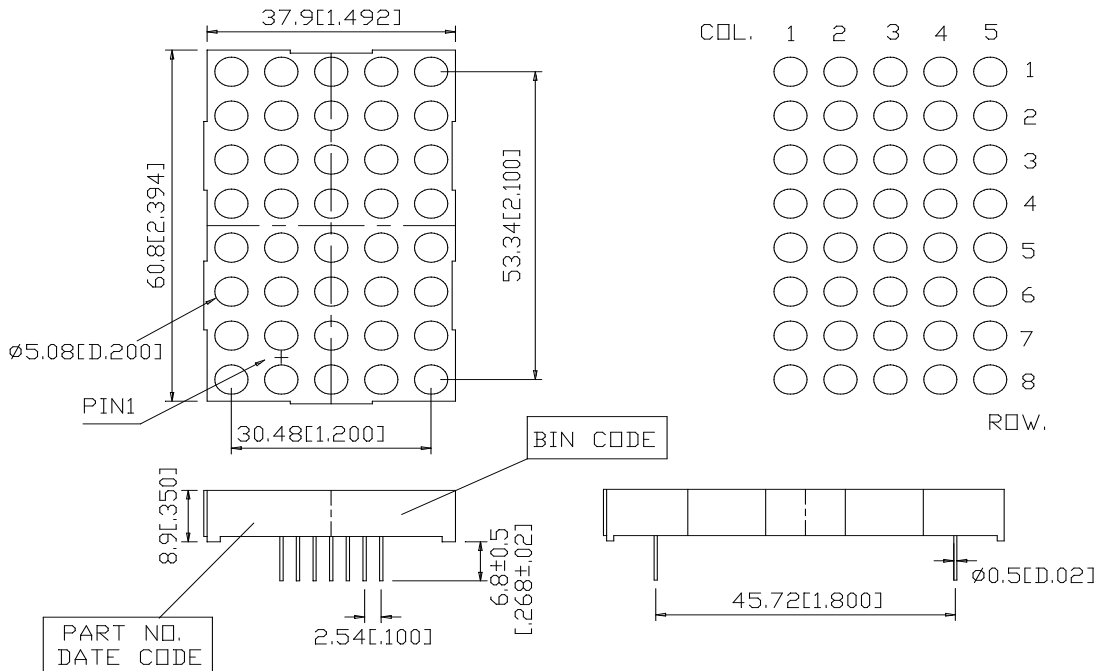 37.9[1.492]
60.8[2.394]
53.34[2.100]
ø5.08[D.200]
PIN1
30.48[1.200]
COL. 1 2 3 4 5
1
2
3
4
5
6
7
8
ROW.
BIN CODE
8.9[.350]
6.8±0.5
[.268±.02]
2.54[.100]
PART NO.
DATE CODE
45.72[1.800]
ø0.5[D.02]